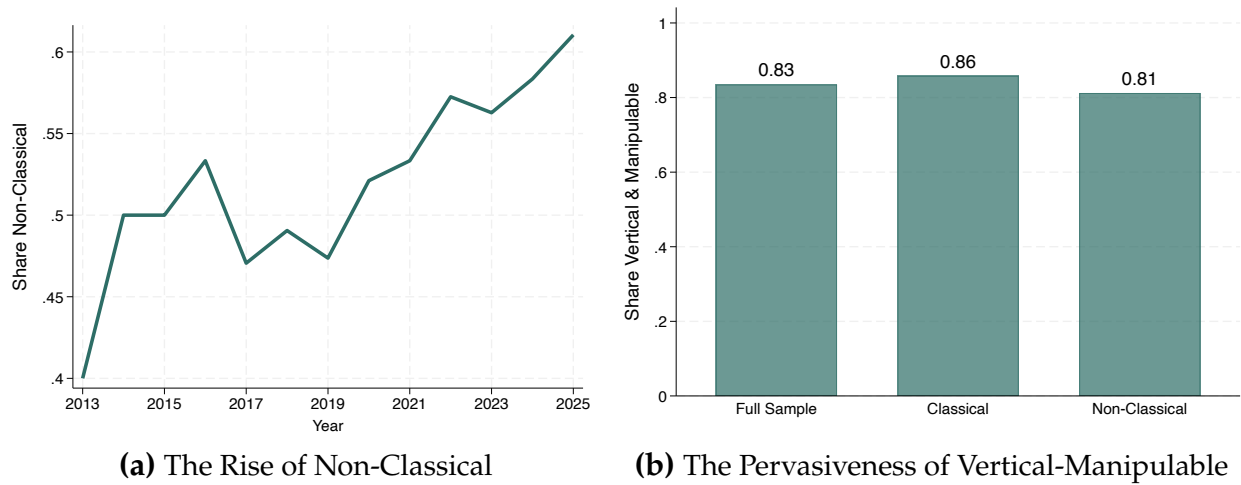 Share Non-Classical
.6
.55
.5
.45
.4
2013 2015 2017 2019 2021 2023 2025
Year
(a) The Rise of Non-Classical
Share Vertical & Manipulable
1
.8
.6
.4
.2
0
0.83 0.86 0.81
Full Sample Classical Non-Classical
(b) The Pervasiveness of Vertical-Manipulable